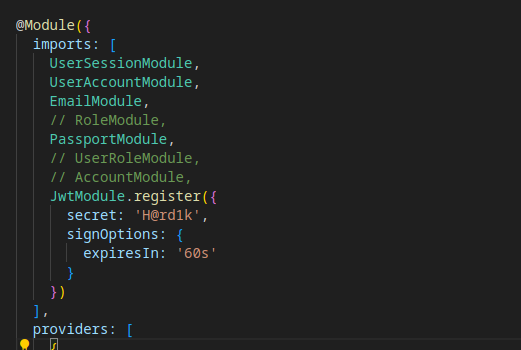 @Module({
imports: [
UserSessionModule,
UserAccountModule,
EmailModule,
// RoleModule,
PassportModule,
// UserRoleModule,
// AccountModule,
JwtModule.register({
secret: 'H@rd1k',
signOptions: {
expiresIn: '60s'
}
})
],
providers: [
{